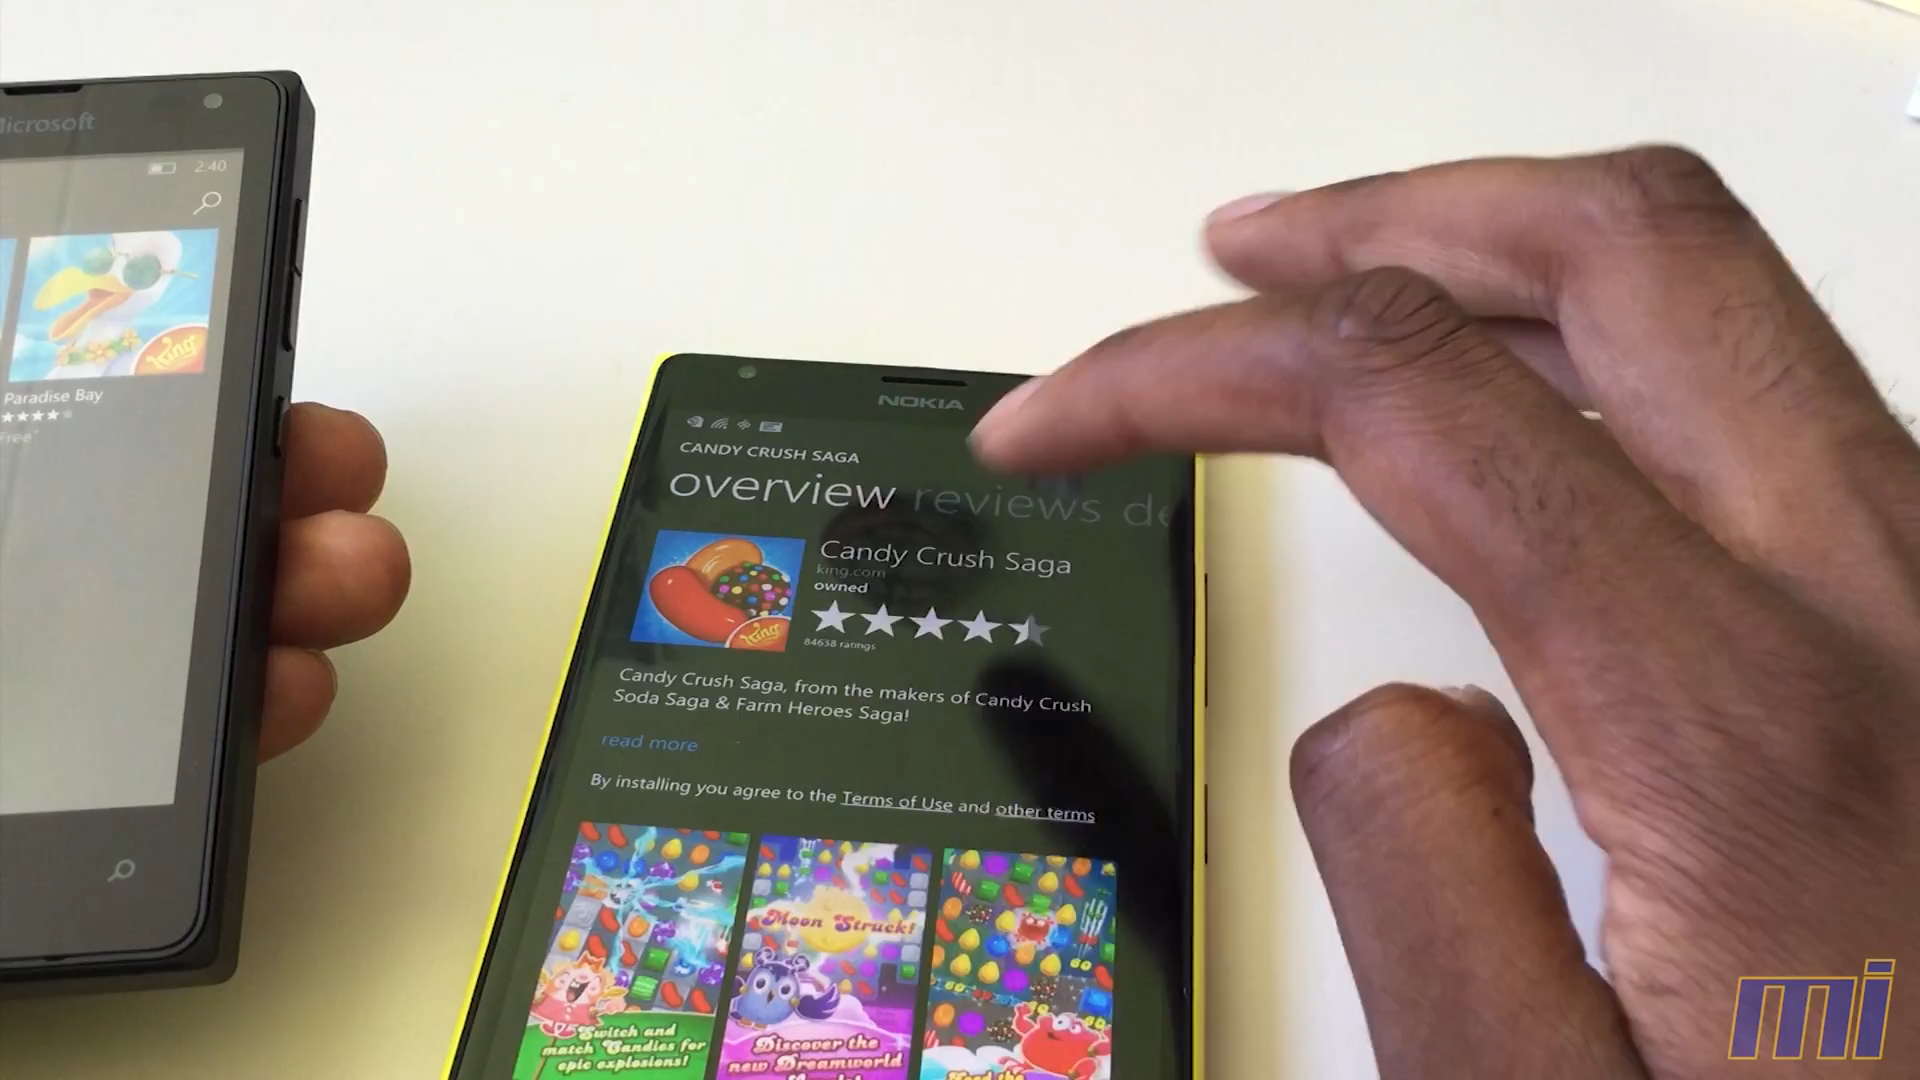 Microsoft
2:40
king
Paradise Bay
Free*
NOKIA
CANDY CRUSH SAGA
overview reviews de
Candy Crush Saga
king.com
owned
84638 ratings
king
Candy Crush Saga, from the makers of Candy Crush
Soda Saga & Farm Heroes Saga!
read more
By installing you agree to the Terms of Use and other terms
Switch and
match Candies for
epic explosions!
Moon Struck!
Discover the
new Dreamworld
mi